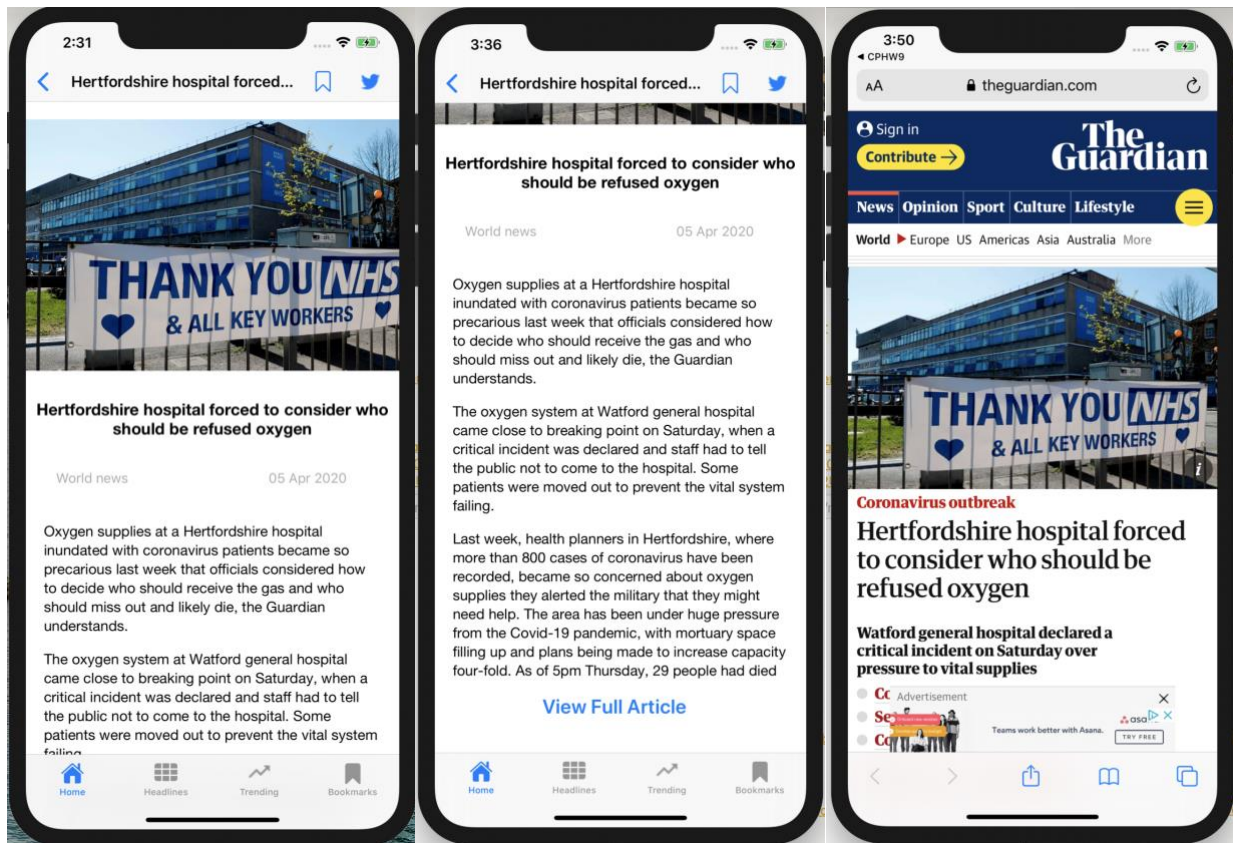 2:31
Hertfordshire hospital forced...
THANK YOU NHS
& ALL KEY WORKERS
Hertfordshire hospital forced to consider who
should be refused oxygen
World news
05 Apr 2020
Oxygen supplies at a Hertfordshire hospital
inundated with coronavirus patients became so
precarious last week that officials considered how
to decide who should receive the gas and who
should miss out and likely die, the Guardian
understands.
The oxygen system at Watford general hospital
came close to breaking point on Saturday, when a
critical incident was declared and staff had to tell
the public not to come to the hospital. Some
patients were moved out to prevent the vital system
failing.
Home
Headlines
Trending
Bookmarks
3:36
Hertfordshire hospital forced...
Hertfordshire hospital forced to consider who
should be refused oxygen
World news
05 Apr 2020
Oxygen supplies at a Hertfordshire hospital
inundated with coronavirus patients became so
precarious last week that officials considered how
to decide who should receive the gas and who
should miss out and likely die, the Guardian
understands.
The oxygen system at Watford general hospital
came close to breaking point on Saturday, when a
critical incident was declared and staff had to tell
the public not to come to the hospital. Some
patients were moved out to prevent the vital system
failing.
Last week, health planners in Hertfordshire, where
more than 800 cases of coronavirus have been
recorded, became so concerned about oxygen
supplies they alerted the military that they might
need help. The area has been under huge pressure
from the Covid-19 pandemic, with mortuary space
filling up and plans being made to increase capacity
four-fold. As of 5pm Thursday, 29 people had died
View Full Article
Home
Headlines
Trending
Bookmarks
3:50
CPHW9
AA
theguardian.com
Sign in
Contribute
The
Guardian
News Opinion Sport Culture Lifestyle
World Europe US Americas Asia Australia More
THANK YOU NHS
& ALL KEY WORKERS
i
Coronavirus outbreak
Hertfordshire hospital forced
to consider who should be
refused oxygen
Watford general hospital declared a
critical incident on Saturday over
pressure to vital supplies
Advertisement
Teams work better with Asana.
TRY FREE